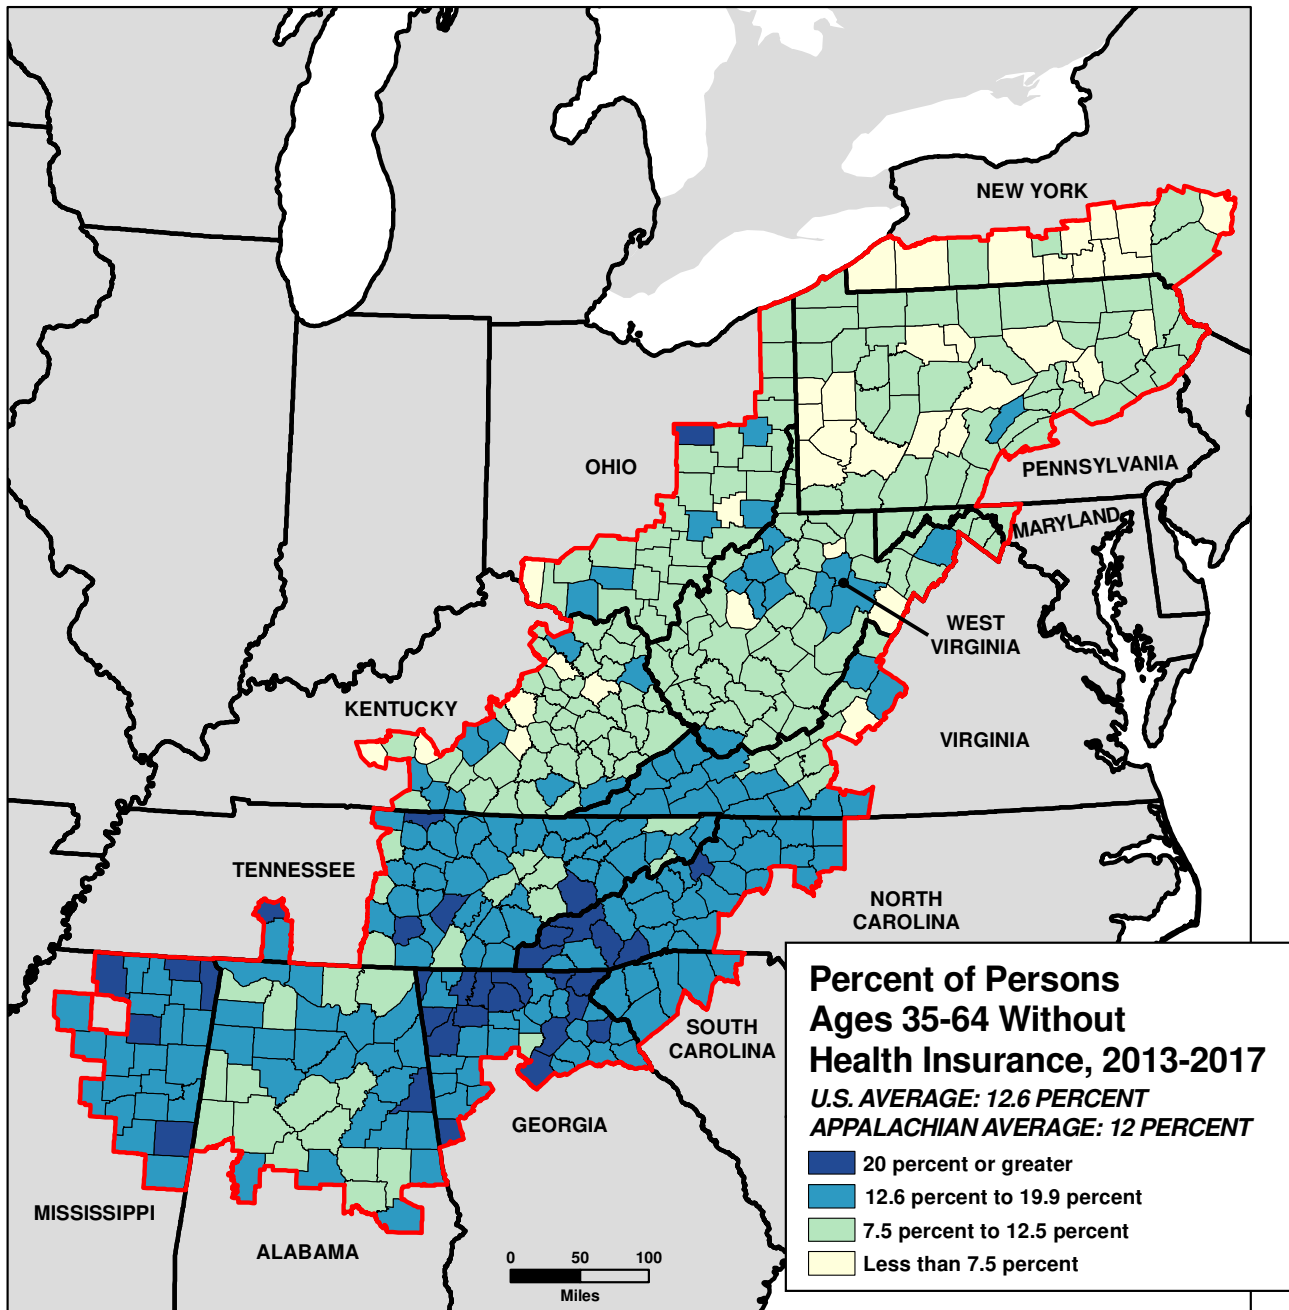 NEW YORK
OHIO
PENNSYLVANIA
MARYLAND
WEST
VIRGINIA
KENTUCKY
VIRGINIA
TENNESSEE
NORTH
CAROLINA
SOUTH
CAROLINA
GEORGIA
MISSISSIPPI
ALABAMA
0 50 100
Miles
Percent of Persons
Ages 35-64 Without
Health Insurance, 2013-2017
U.S. AVERAGE: 12.6 PERCENT
APPALACHIAN AVERAGE: 12 PERCENT
20 percent or greater
12.6 percent to 19.9 percent
7.5 percent to 12.5 percent
Less than 7.5 percent